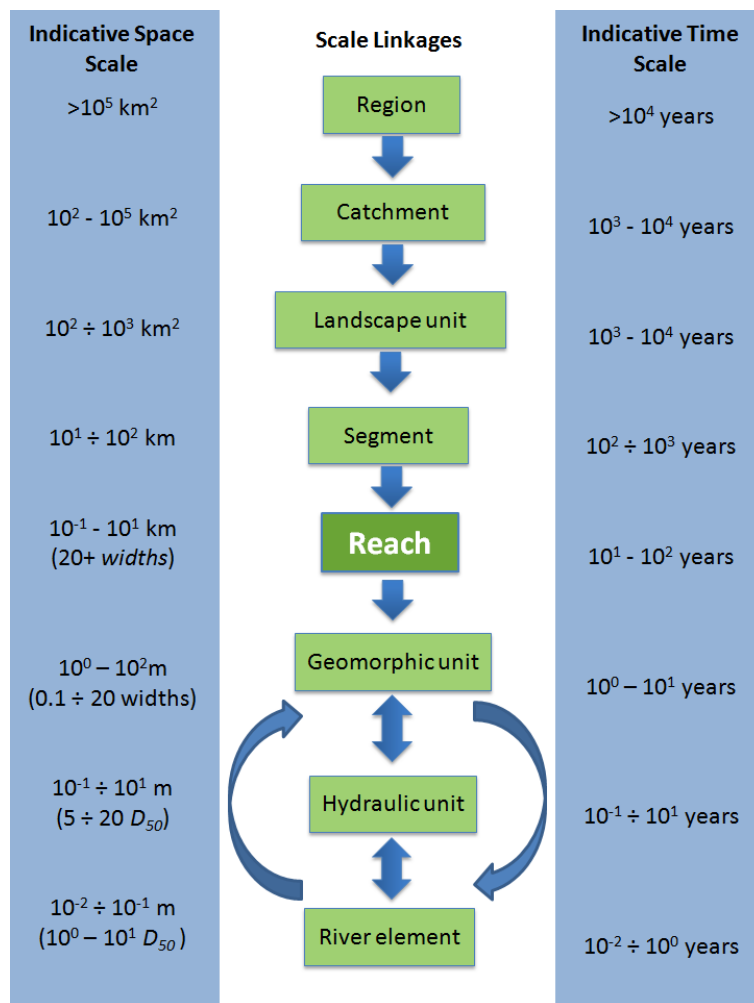 Indicative Space
Scale
Scale Linkages
Indicative Time
Scale
>10⁵ km²
Region
>10⁴ years
10² - 10⁵ km²
Catchment
10³ - 10⁴ years
10² ÷ 10³ km²
Landscape unit
10³ - 10⁴ years
10¹ ÷ 10² km
Segment
10² ÷ 10³ years
10⁻¹ - 10¹ km
(20+ widths)
Reach
10¹ - 10² years
10⁰ – 10²m
(0.1 ÷ 20 widths)
Geomorphic unit
10⁰ – 10¹ years
10⁻¹ ÷ 10¹ m
(5 ÷ 20 D₅₀)
Hydraulic unit
10⁻¹ ÷ 10¹ years
10⁻² ÷ 10⁻¹ m
(10⁰ – 10¹ D₅₀ )
River element
10⁻² ÷ 10⁰ years